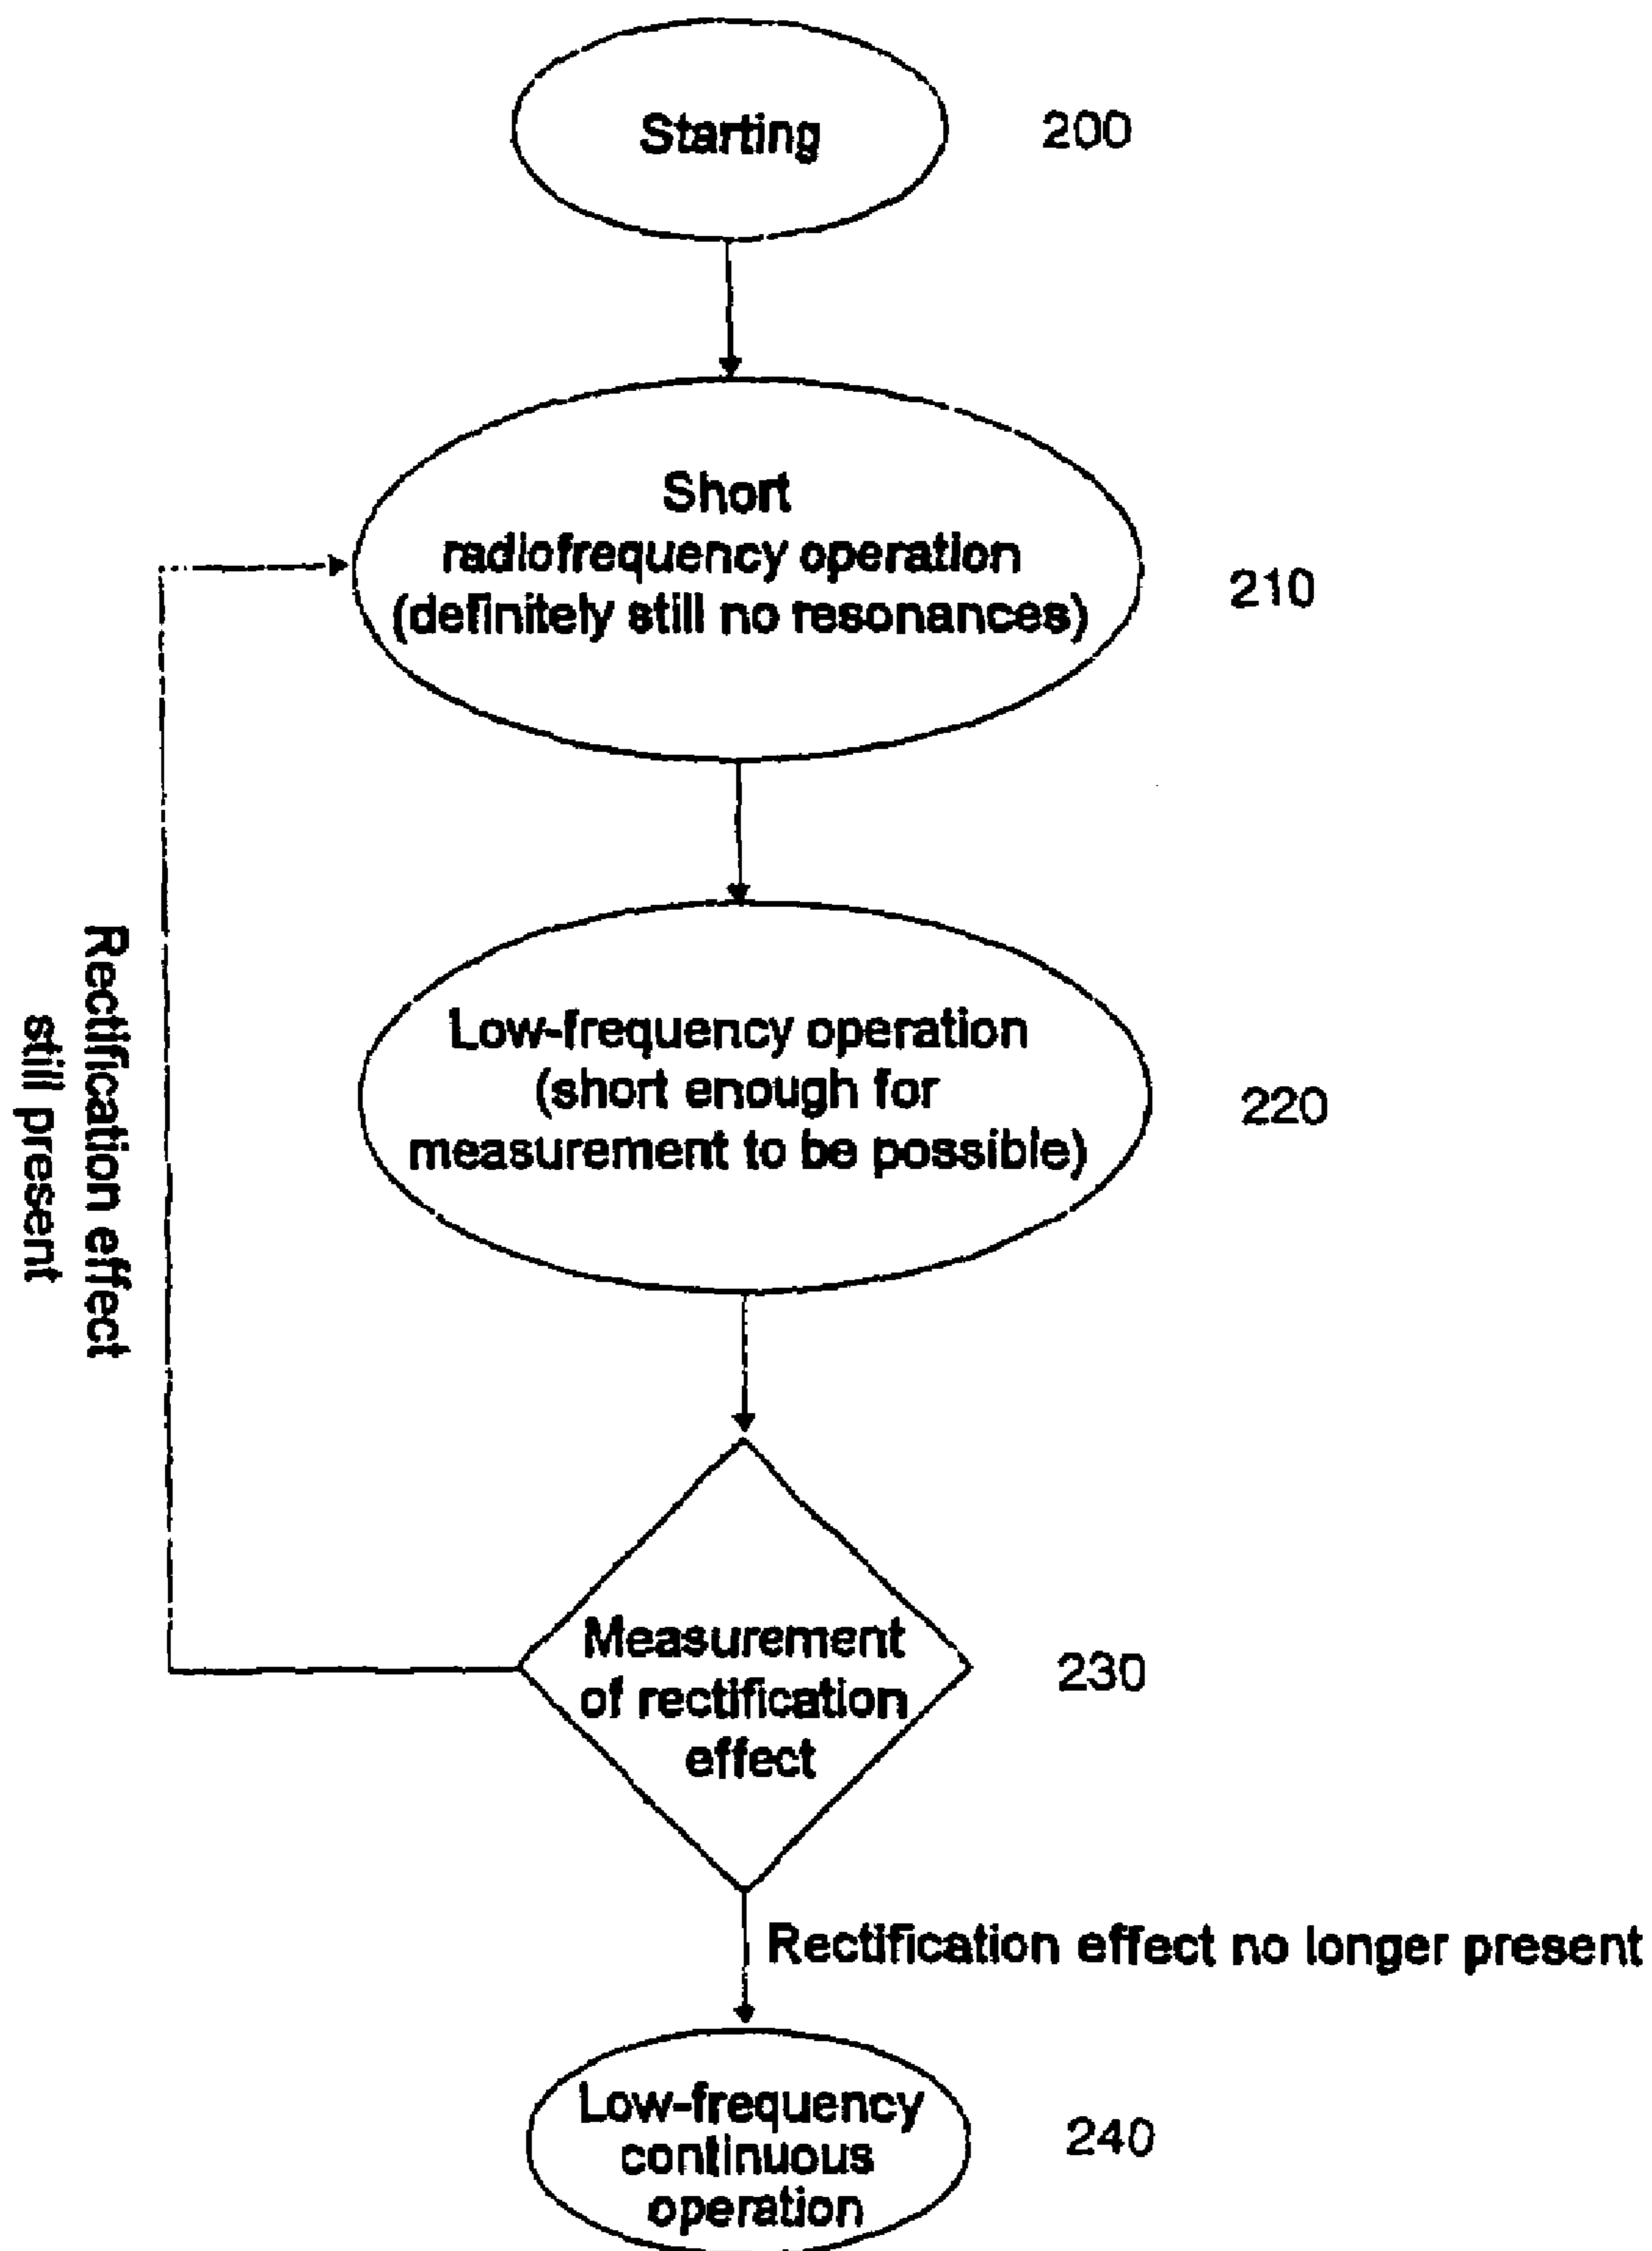 Starting
200
Short
radiofrequency operation
(definitely still no resonances)
210
Low-frequency operation
(short enough for
measurement to be possible)
220
Rectification effect
still present
Measurement
of rectification
effect
230
Rectification effect no longer present
Low-frequency
continuous
operation
240